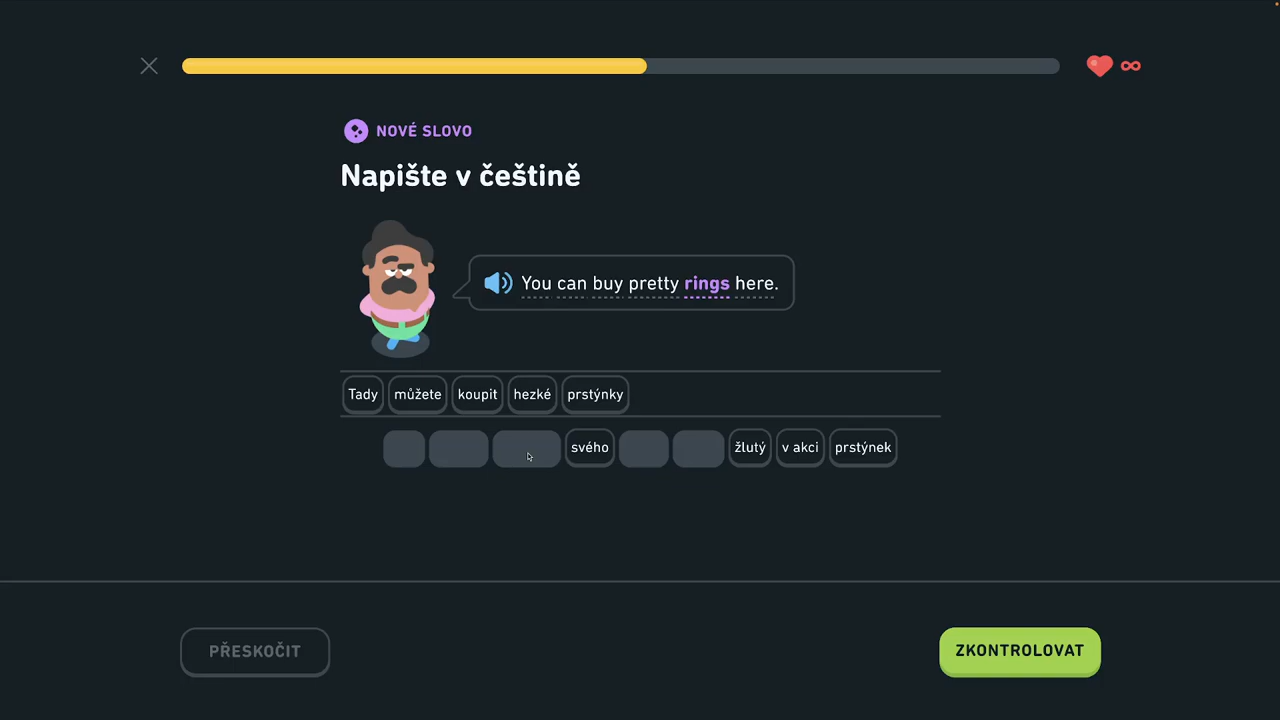 NOVÉ SLOVO
Napište v češtině
You can buy pretty rings here.
Tady můžete koupit hezké prstýnky
svého žlutý v akci prstýnek
PŘESKOČIT
ZKONTROLOVAT